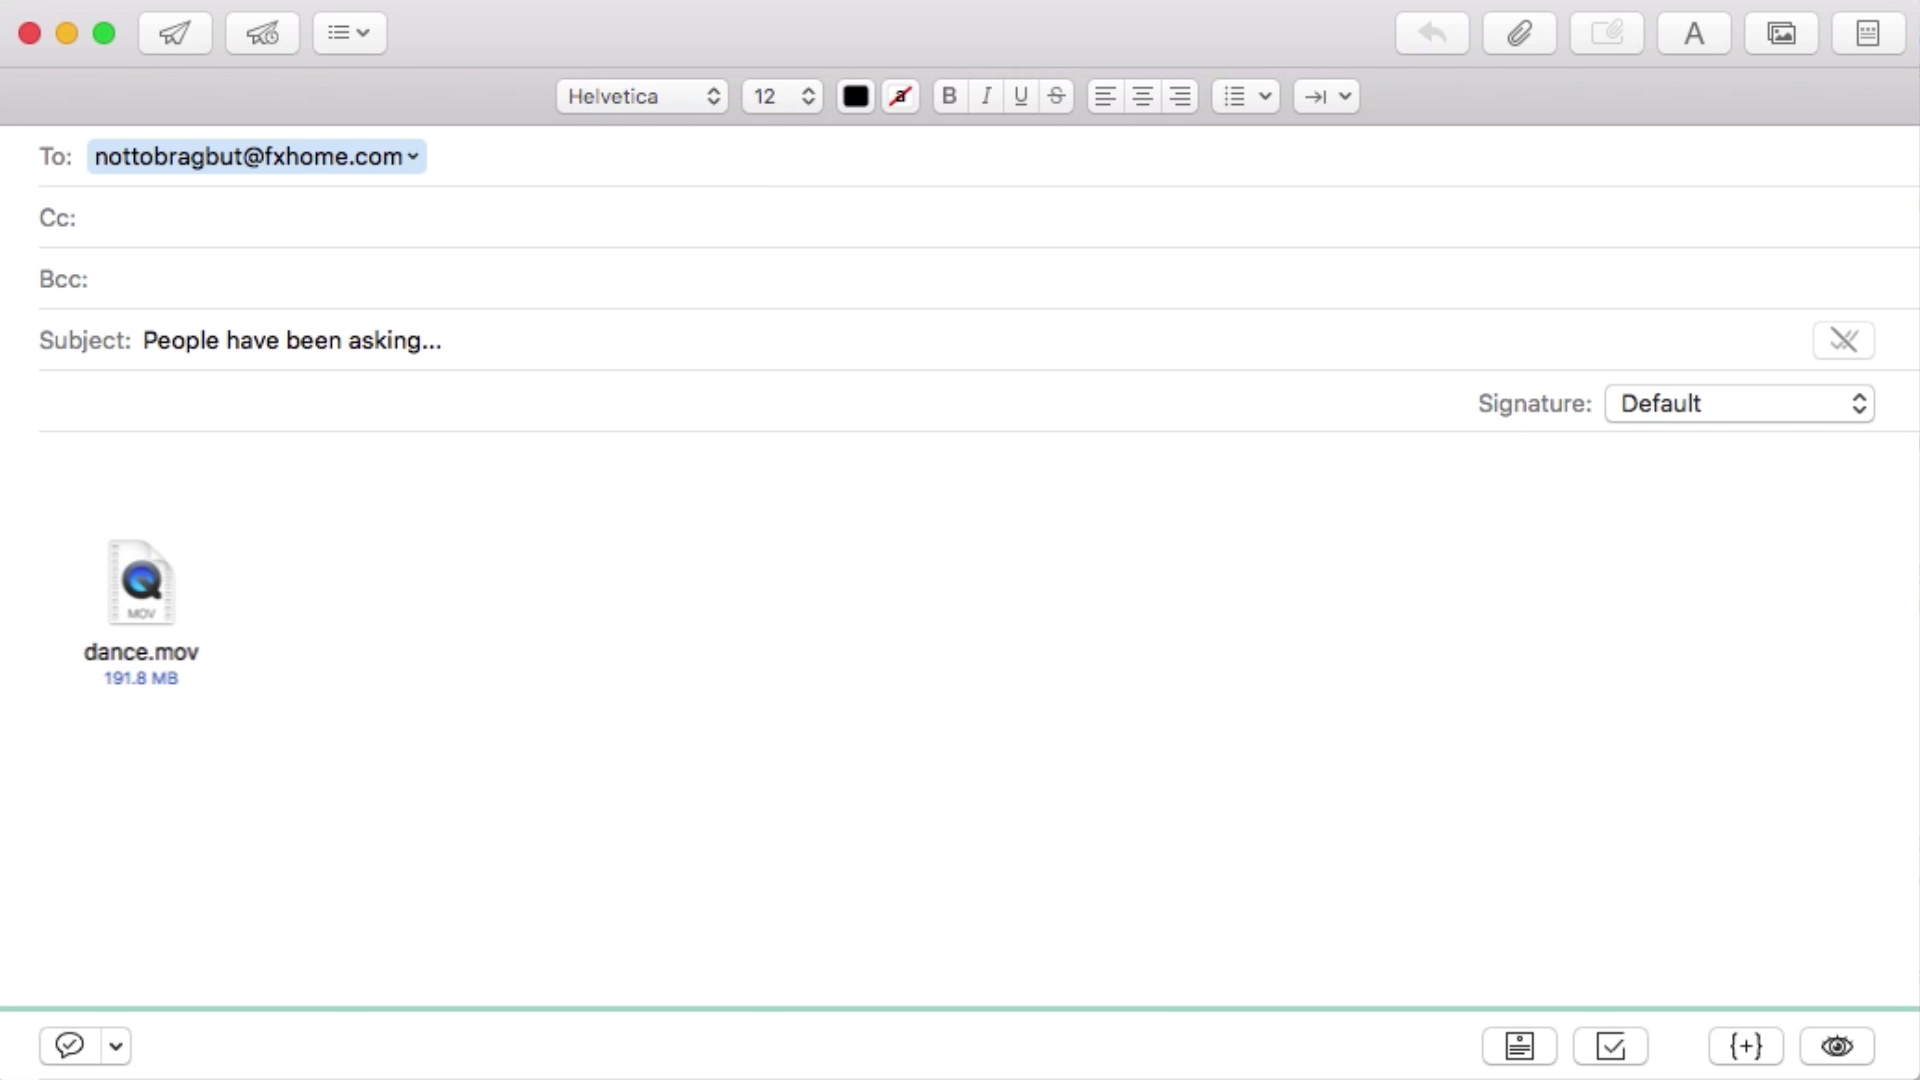 A
Helvetica 12 a B I U S
To: nottobragbut@fxhome.com
Cc:
Bcc:
Subject: People have been asking...
Signature: Default
MOV
dance.mov
191.8 MB
{+}